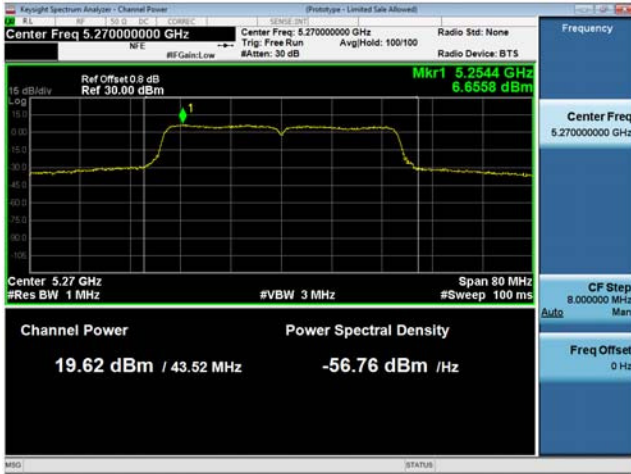 Keysight Spectrum Analyzer - Channel Power
(Prototype - Limited Sale Allowed)
RL RF 50 Ω DC CORREC SENSE:INT
Center Freq 5.270000000 GHz
NFE
#IFGain:Low
Center Freq: 5.270000000 GHz
Trig: Free Run Avg|Hold: 100/100
#Atten: 30 dB
Radio Std: None
Radio Device: BTS
Frequency
Ref Offset 0.8 dB
15 dB/div Ref 30.00 dBm
Mkr1 5.2544 GHz
6.6558 dBm
Log
15.0
0.00
-15.0
-30.0
-45.0
-60.0
-75.0
-90.0
-105
1
Center 5.27 GHz
Span 80 MHz
#Res BW 1 MHz
#VBW 3 MHz
#Sweep 100 ms
Channel Power
Power Spectral Density
19.62 dBm / 43.52 MHz
-56.76 dBm /Hz
Center Freq
5.270000000 GHz
CF Step
8.000000 MHz
Auto Man
Freq Offset
0 Hz
MSG
STATUS